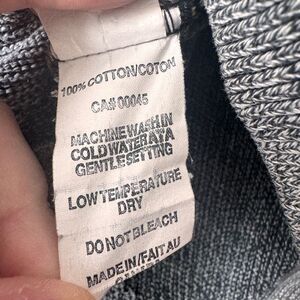 100% COTTON/COTON
CA# 00045
MACHINE WASH IN
COLD WATER AT A
GENTLE SETTING
LOW TEMPERATURE
DRY
DO NOT BLEACH
MADE IN/FAIT AU